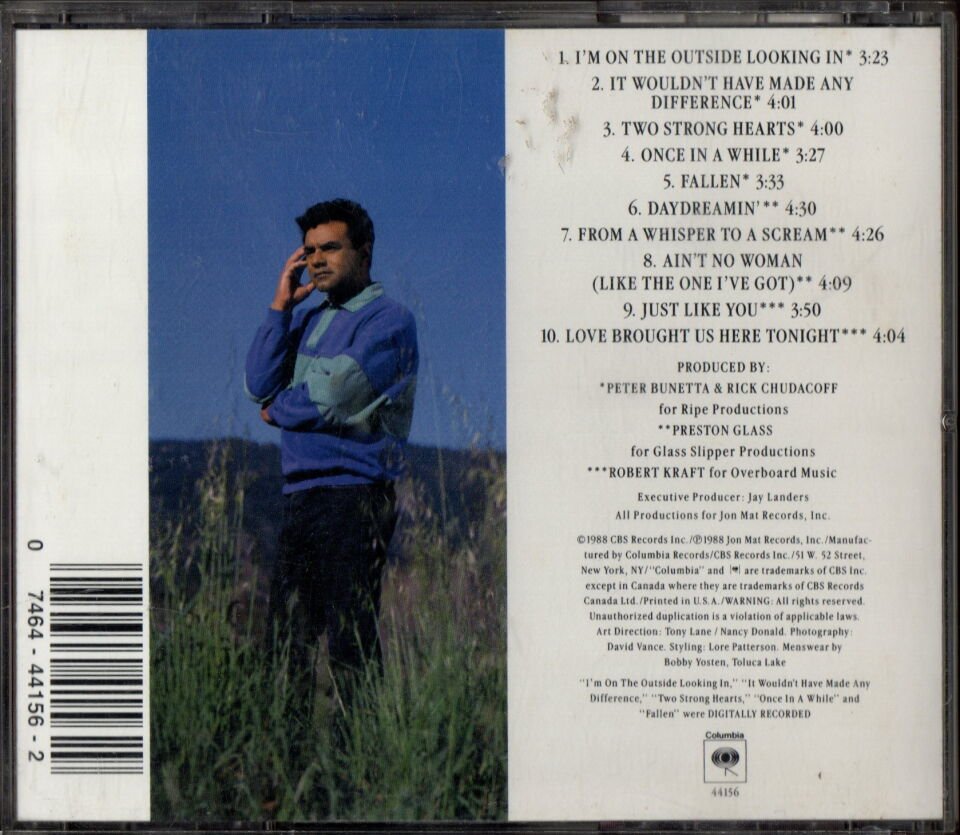 1. I'M ON THE OUTSIDE LOOKING IN* 3:23
2. IT WOULDN'T HAVE MADE ANY
DIFFERENCE* 4:01
3. TWO STRONG HEARTS* 4:00
4. ONCE IN A WHILE* 3:27
5. FALLEN* 3:33
6. DAYDREAMIN'** 4:30
7. FROM A WHISPER TO A SCREAM** 4:26
8. AIN'T NO WOMAN
(LIKE THE ONE I'VE GOT)** 4:09
9. JUST LIKE YOU*** 3:50
10. LOVE BROUGHT US HERE TONIGHT*** 4:04
PRODUCED BY:
*PETER BUNETTA & RICK CHUDACOFF
for Ripe Productions
**PRESTON GLASS
for Glass Slipper Productions
***ROBERT KRAFT for Overboard Music
Executive Producer: Jay Landers
All Productions for Jon Mat Records, Inc.
©1988 CBS Records Inc./℗1988 Jon Mat Records, Inc./Manufac-
tured by Columbia Records/CBS Records Inc./51 W. 52 Street,
New York, NY/"Columbia" and are trademarks of CBS Inc.
except in Canada where they are trademarks of CBS Records
Canada Ltd./Printed in U.S.A./WARNING: All rights reserved.
Unauthorized duplication is a violation of applicable laws.
Art Direction: Tony Lane / Nancy Donald. Photography:
David Vance. Styling: Lore Patterson. Menswear by
Bobby Yosten, Toluca Lake
"I'm On The Outside Looking In," "It Wouldn't Have Made Any
Difference," "Two Strong Hearts," "Once In A While" and
"Fallen" were DIGITALLY RECORDED
Columbia
44156
0 7464-44156-2